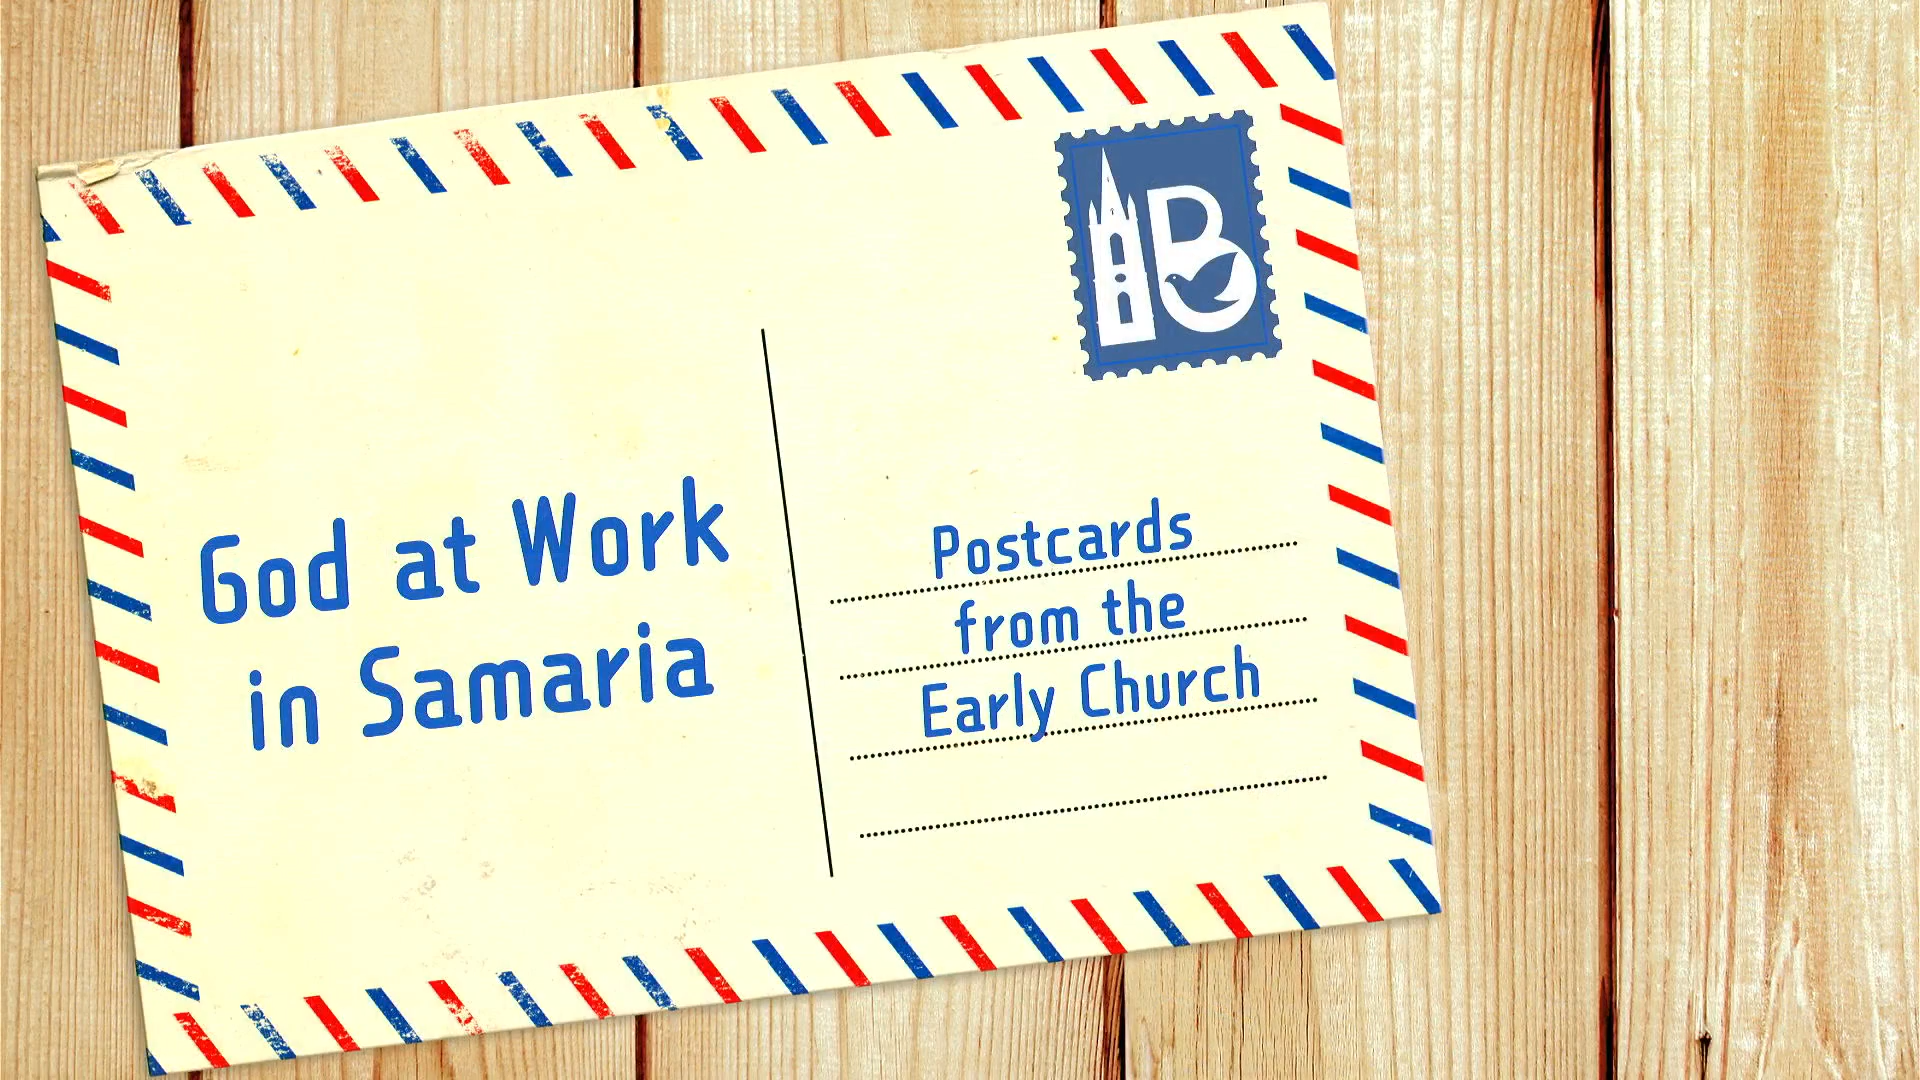 God at Work
in Samaria
B
Postcards
from the
Early Church